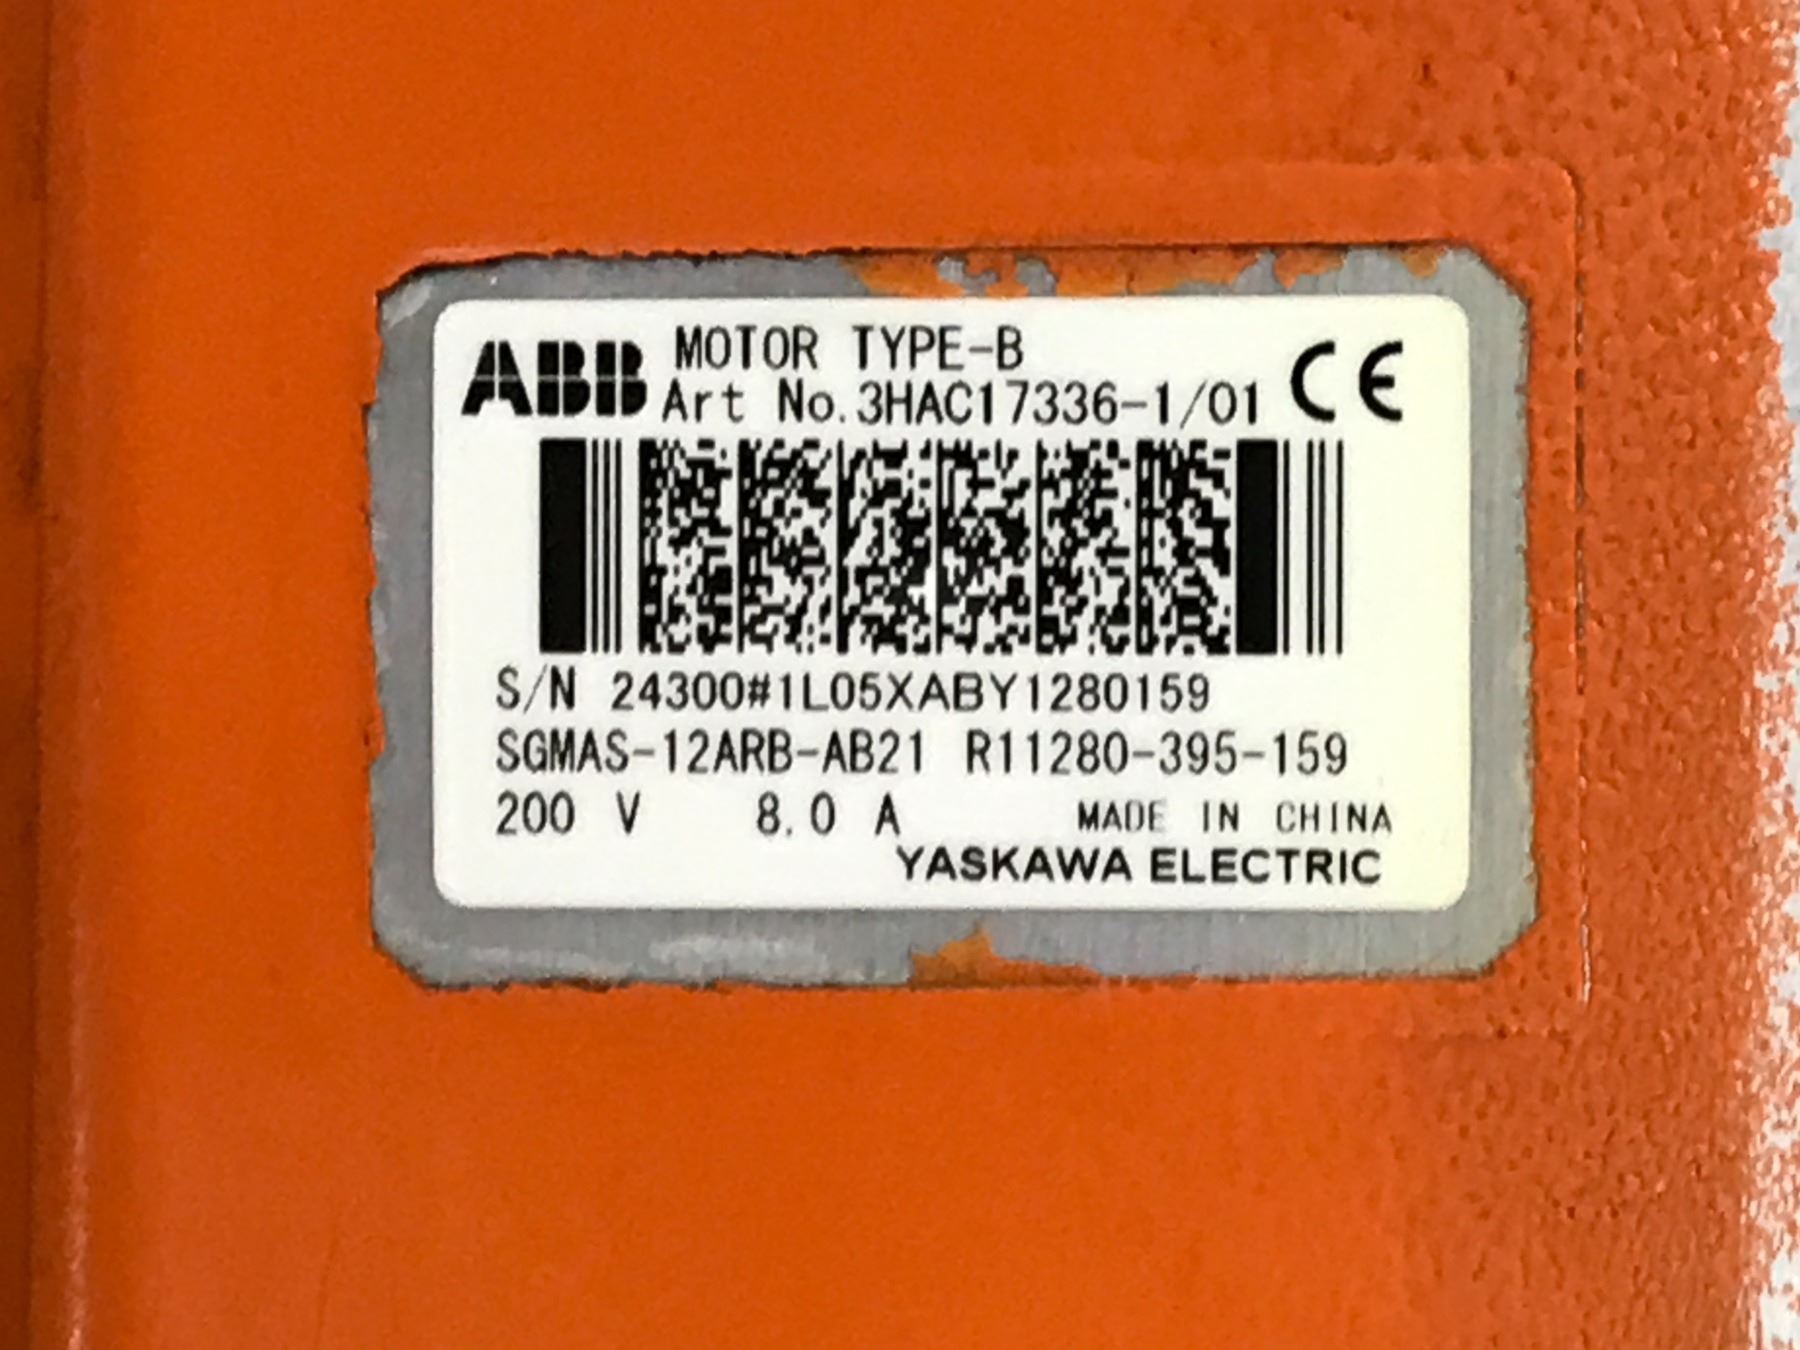 ABB MOTOR TYPE-B
Art No.3HAC17336-1/01 CE
S/N 24300#1L05XABY1280159
SGMAS-12ARB-AB21 R11280-395-159
200 V 8.0 A MADE IN CHINA
YASKAWA ELECTRIC